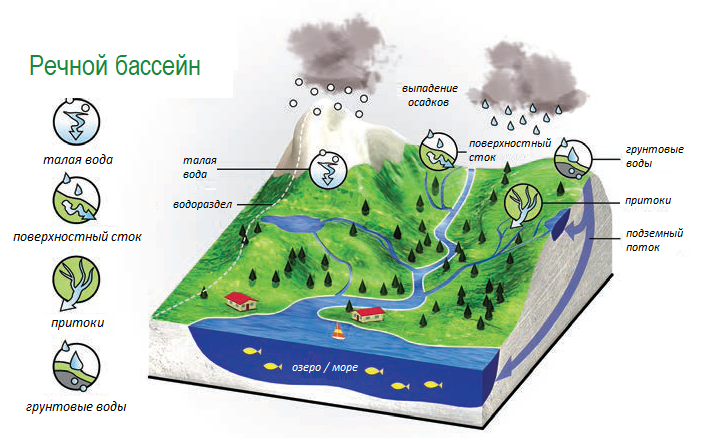 Речной бассейн
талая вода
поверхностный сток
притоки
грунтовые воды
выпадение
осадков
поверхностный
сток
грунтовые
воды
талая
вода
водораздел
притоки
подземный
поток
озеро / море